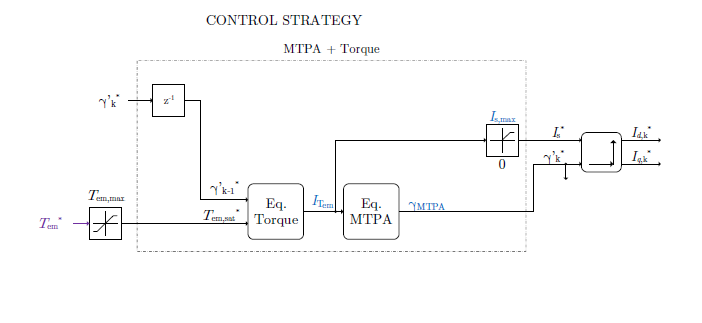 CONTROL STRATEGY
MTPA + Torque
γ'k*
z-1
Is,max
0
Is*
γ'k*
Id,k*
Iq,k*
Tem,max
Tem*
γ'k-1*
Tem,sat*
Eq.
Torque
ITem
Eq.
MTPA
γMTPA